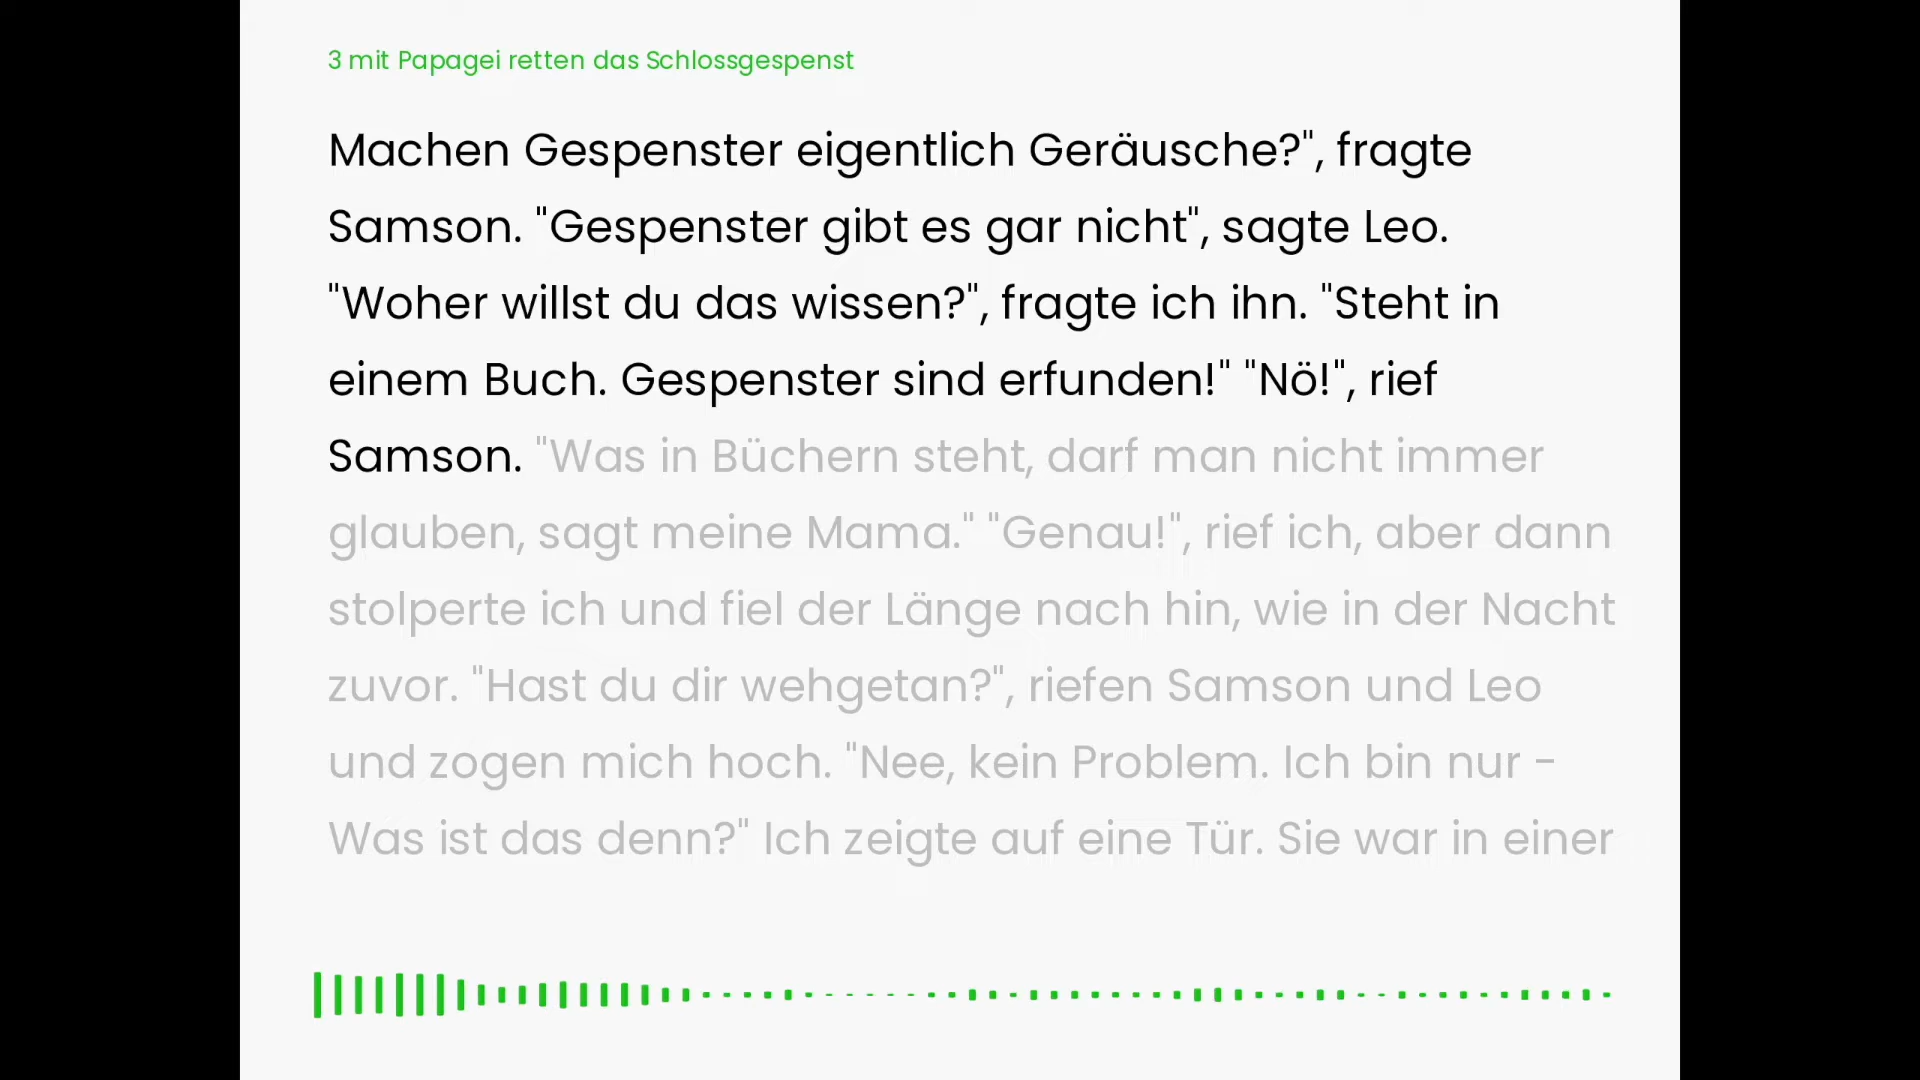 3 mit Papagei retten das Schlossgespenst
Machen Gespenster eigentlich Geräusche?", fragte
Samson. "Gespenster gibt es gar nicht", sagte Leo.
"Woher willst du das wissen?", fragte ich ihn. "Steht in
einem Buch. Gespenster sind erfunden!" "Nö!", rief
Samson. "Was in Büchern steht, darf man nicht immer
glauben, sagt meine Mama." "Genau!", rief ich, aber dann
stolperte ich und fiel der Länge nach hin, wie in der Nacht
zuvor. "Hast du dir wehgetan?", riefen Samson und Leo
und zogen mich hoch. "Nee, kein Problem. Ich bin nur -
Was ist das denn?" Ich zeigte auf eine Tür. Sie war in einer